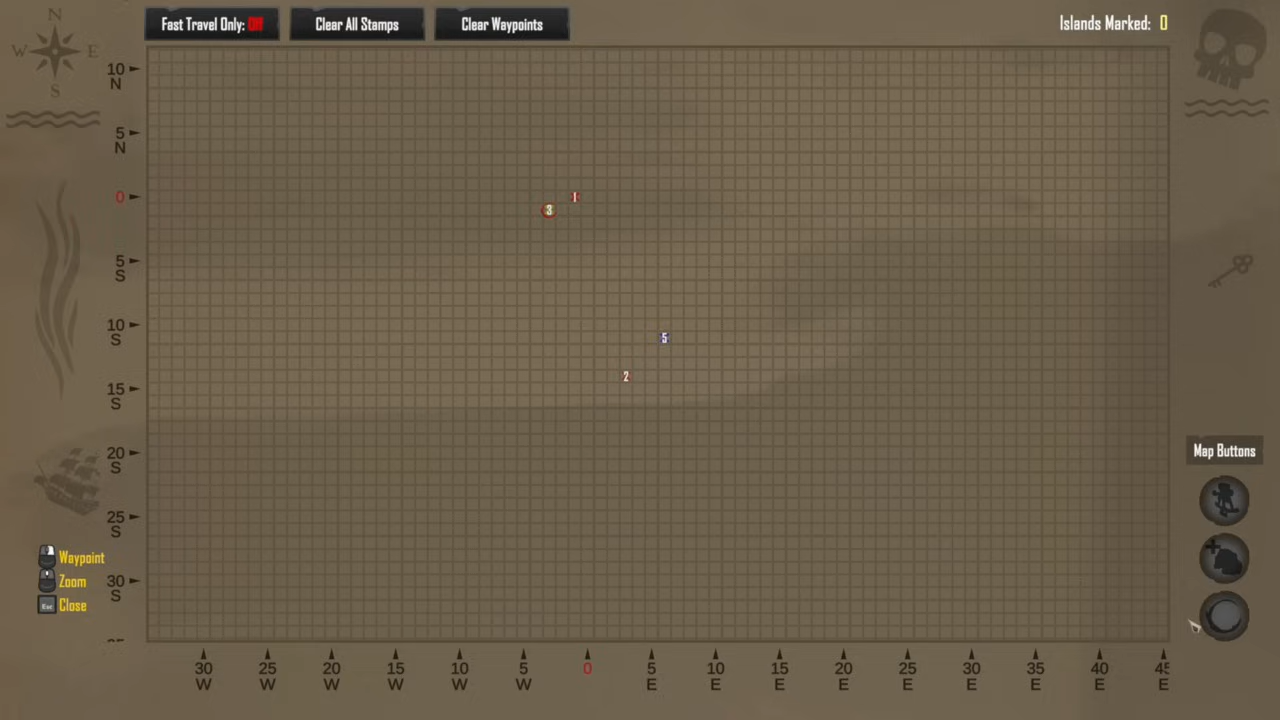 N
W E
S
Fast Travel Only: Off
Clear All Stamps
Clear Waypoints
Islands Marked: 0
10
N
5
N
0
5
S
10
S
15
S
20
S
25
S
30
S
1
3
5
2
Map Buttons
Waypoint
Zoom
Esc Close
30 25 20 15 10 5 0 5 10 15 20 25 30 35 40 45
W W W W W W E E E E E E E E E